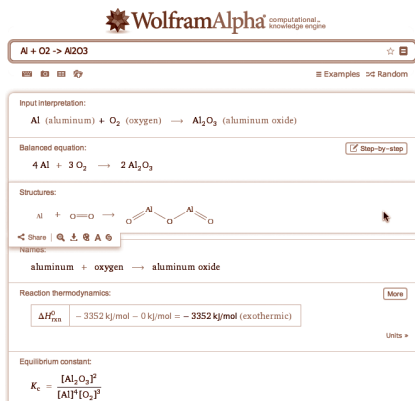 WolframAlpha computational... knowledge engine
Al + O2 -> Al2O3
Examples Random
Input interpretation:
Al (aluminum) + O₂ (oxygen) ⟶ Al₂O₃ (aluminum oxide)
Balanced equation:
Step-by-step
4 Al + 3 O₂ ⟶ 2 Al₂O₃
Structures:
Al + O=O ⟶ O=Al-O-Al=O
Share A
Names:
aluminum + oxygen ⟶ aluminum oxide
Reaction thermodynamics:
More
ΔH⁰rxn − 3352 kJ/mol − 0 kJ/mol = − 3352 kJ/mol (exothermic)
Units »
Equilibrium constant:
K_c = [Al₂O₃]² / [Al]⁴ [O₂]³